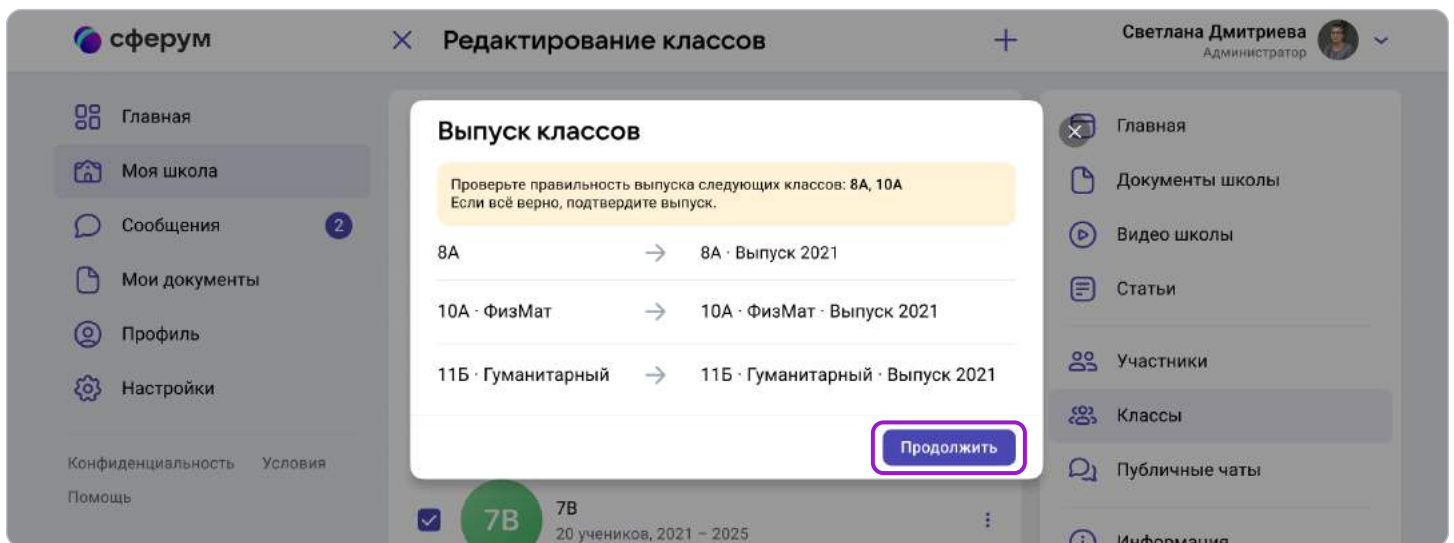 сферум
Редактирование классов
Светлана Дмитриева
Администратор
Главная
Моя школа
Сообщения
2
Мои документы
Профиль
Настройки
Конфиденциальность Условия
Помощь
Выпуск классов
Проверьте правильность выпуска следующих классов: 8А, 10А
Если всё верно, подтвердите выпуск.
8А → 8А · Выпуск 2021
10А · ФизМат → 10А · ФизМат · Выпуск 2021
11Б · Гуманитарный → 11Б · Гуманитарный · Выпуск 2021
Продолжить
7В
7В
20 учеников, 2021 – 2025
Главная
Документы школы
Видео школы
Статьи
Участники
Классы
Публичные чаты
Информация